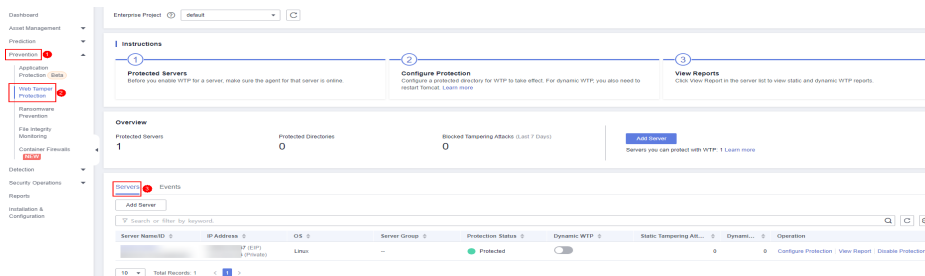 Dashboard
Asset Management
Prediction
Prevention 1
Application
Protection Beta
Web Tamper
Protection 2
Ransomware
Prevention
File Integrity
Monitoring
Container Firewalls
NEW
Detection
Security Operations
Reports
Installation &
Configuration
Enterprise Project default
Instructions
1
Protected Servers
Before you enable WTP for a server, make sure the agent for that server is online.
2
Configure Protection
Configure a protected directory for WTP to take effect. For dynamic WTP, you also need to
restart Tomcat. Learn more
3
View Reports
Click View Report in the server list to view static and dynamic WTP reports.
Overview
Protected Servers
1
Protected Directories
0
Blocked Tampering Attacks (Last 7 Days)
0
Add Server
Servers you can protect with WTP: 1 Learn more
Servers 3 Events
Add Server
Search or filter by keyword.
Server Name/ID IP Address OS Server Group Protection Status Dynamic WTP Static Tampering Att... Dynami... Operation
(EIP)
(Private)
Linux -- Protected 0 0 Configure Protection View Report Disable Protection
10 Total Records: 1 < 1 >